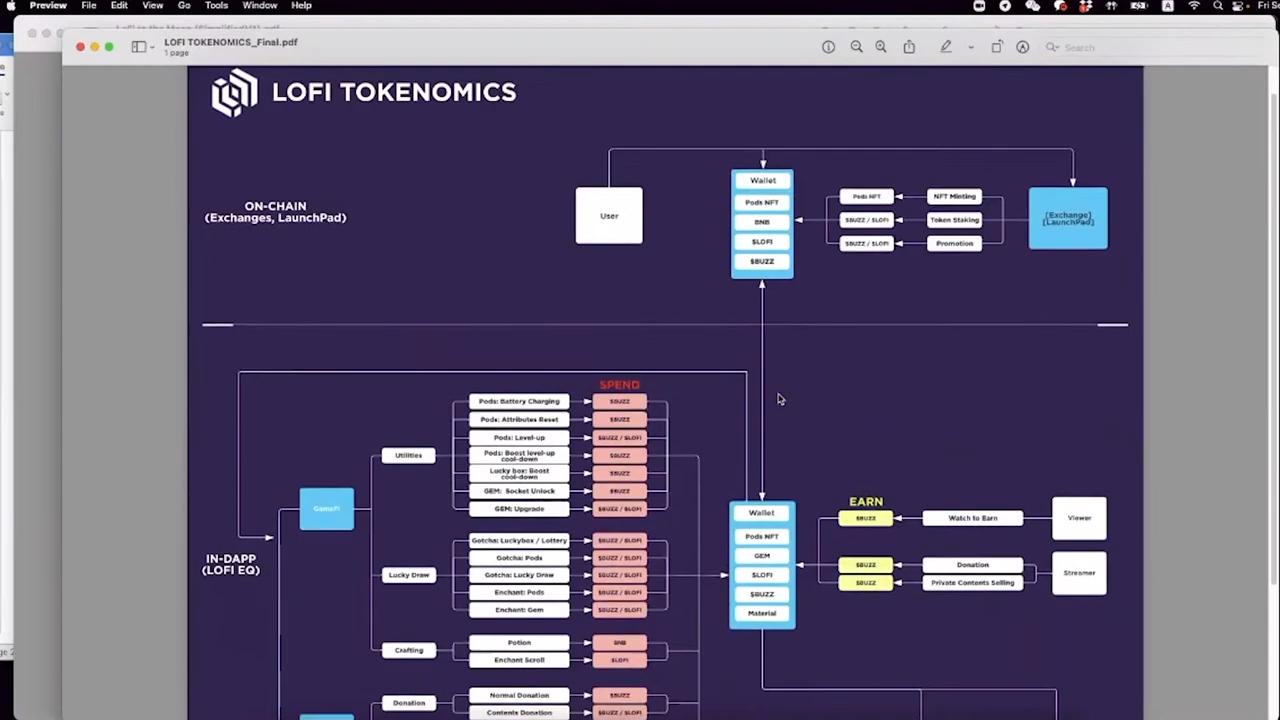 Preview File Edit View Go Tools Window Help
LOFI TOKENOMICS_Final.pdf
1 page
Search
LOFI TOKENOMICS
ON-CHAIN
(Exchanges, LaunchPad)
User
Wallet
Pods NFT
BNB
$LOFI
$BUZZ
Pods NFT
NFT Minting
$BUZZ / $LOFI
Token Staking
$BUZZ / $LOFI
Promotion
[Exchange]
[LaunchPad]
IN-DAPP
(LOFI EQ)
GameFi
SPEND
Utilities
Pods: Battery Charging
$BUZZ
Pods: Attributes Reset
$BUZZ
Pods: Level-up
$BUZZ / $LOFI
Pods: Boost level-up
cool-down
$BUZZ
Lucky box: Boost
cool-down
$BUZZ
GEM: Socket Unlock
$BUZZ
GEM: Upgrade
$BUZZ / $LOFI
Lucky Draw
Gotcha: Luckybox / Lottery
$BUZZ / $LOFI
Gotcha: Pods
$BUZZ / $LOFI
Gotcha: Lucky Draw
$BUZZ / $LOFI
Enchant: Pods
$BUZZ / $LOFI
Enchant: Gem
$BUZZ / $LOFI
Crafting
Potion
BNB
Enchant Scroll
$LOFI
Donation
Normal Donation
$BUZZ
Contents Donation
$BUZZ / $LOFI
Wallet
Pods NFT
GEM
$LOFI
$BUZZ
Material
EARN
$BUZZ
Watch to Earn
Viewer
$BUZZ
Donation
$BUZZ
Private Contents Selling
Streamer